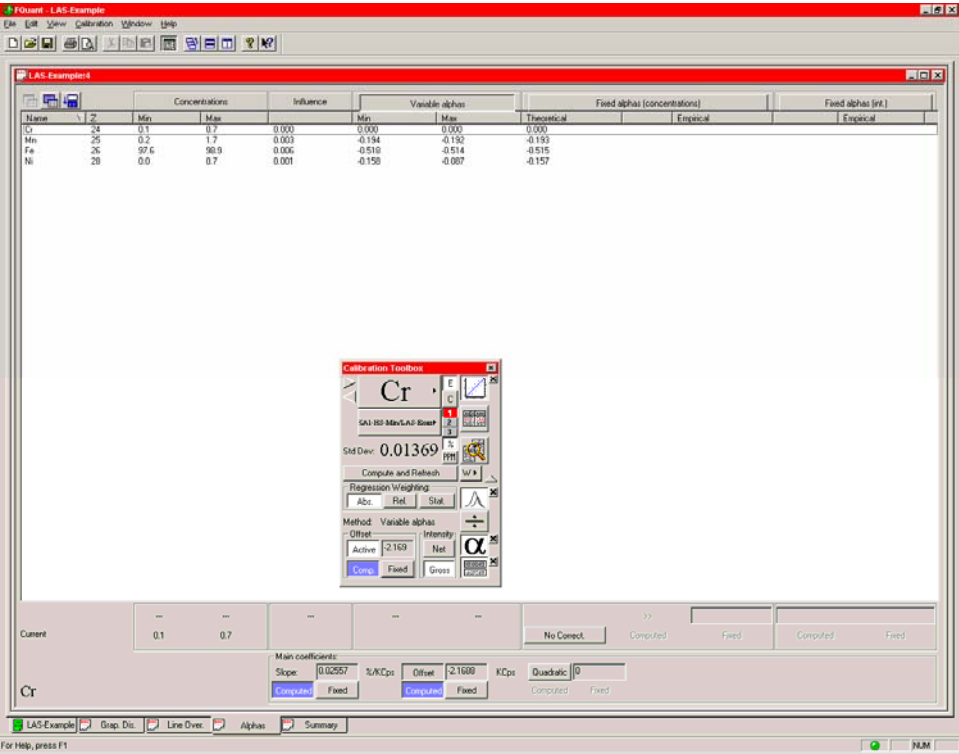 FQuant - LAS-Example
File Edit View Calibration Window Help
LAS-Example:4
Concentrations Influence Variable alphas Fixed alphas (concentrations) Fixed alphas (int.)
Name Z Min Max Min Max Theoretical Empirical Empirical
Cr 24 0.1 0.7 0.000 0.000 0.000 0.000
Mn 25 0.2 1.7 0.003 -0.194 -0.192 -0.193
Fe 26 97.6 98.9 0.006 -0.518 -0.514 -0.515
Ni 28 0.0 0.7 0.001 -0.158 -0.087 -0.157
Calibration Toolbox
Cr
E
C
1
SA1-HS-Min/LAS-Exam
2
3
Std Dev: 0.01369
%
PPM
Compute and Refresh W
Regression Weighting:
Abs. Rel. Stat.
Method: Variable alphas
Offset Intensity
Active -2.169 Net
α
Comp. Fixed Gross
--- --- --- --- --- >>
Current 0.1 0.7 No Correct. Computed Fixed Computed Fixed
Main coefficients:
Slope: 0.02557 %/KCps Offset -2.1688 KCps Quadratic 0
Cr Computed Fixed Computed Fixed Computed Fixed
LAS-Example Grap. Dis. Line Over. Alphas Summary
For Help, press F1 NUM